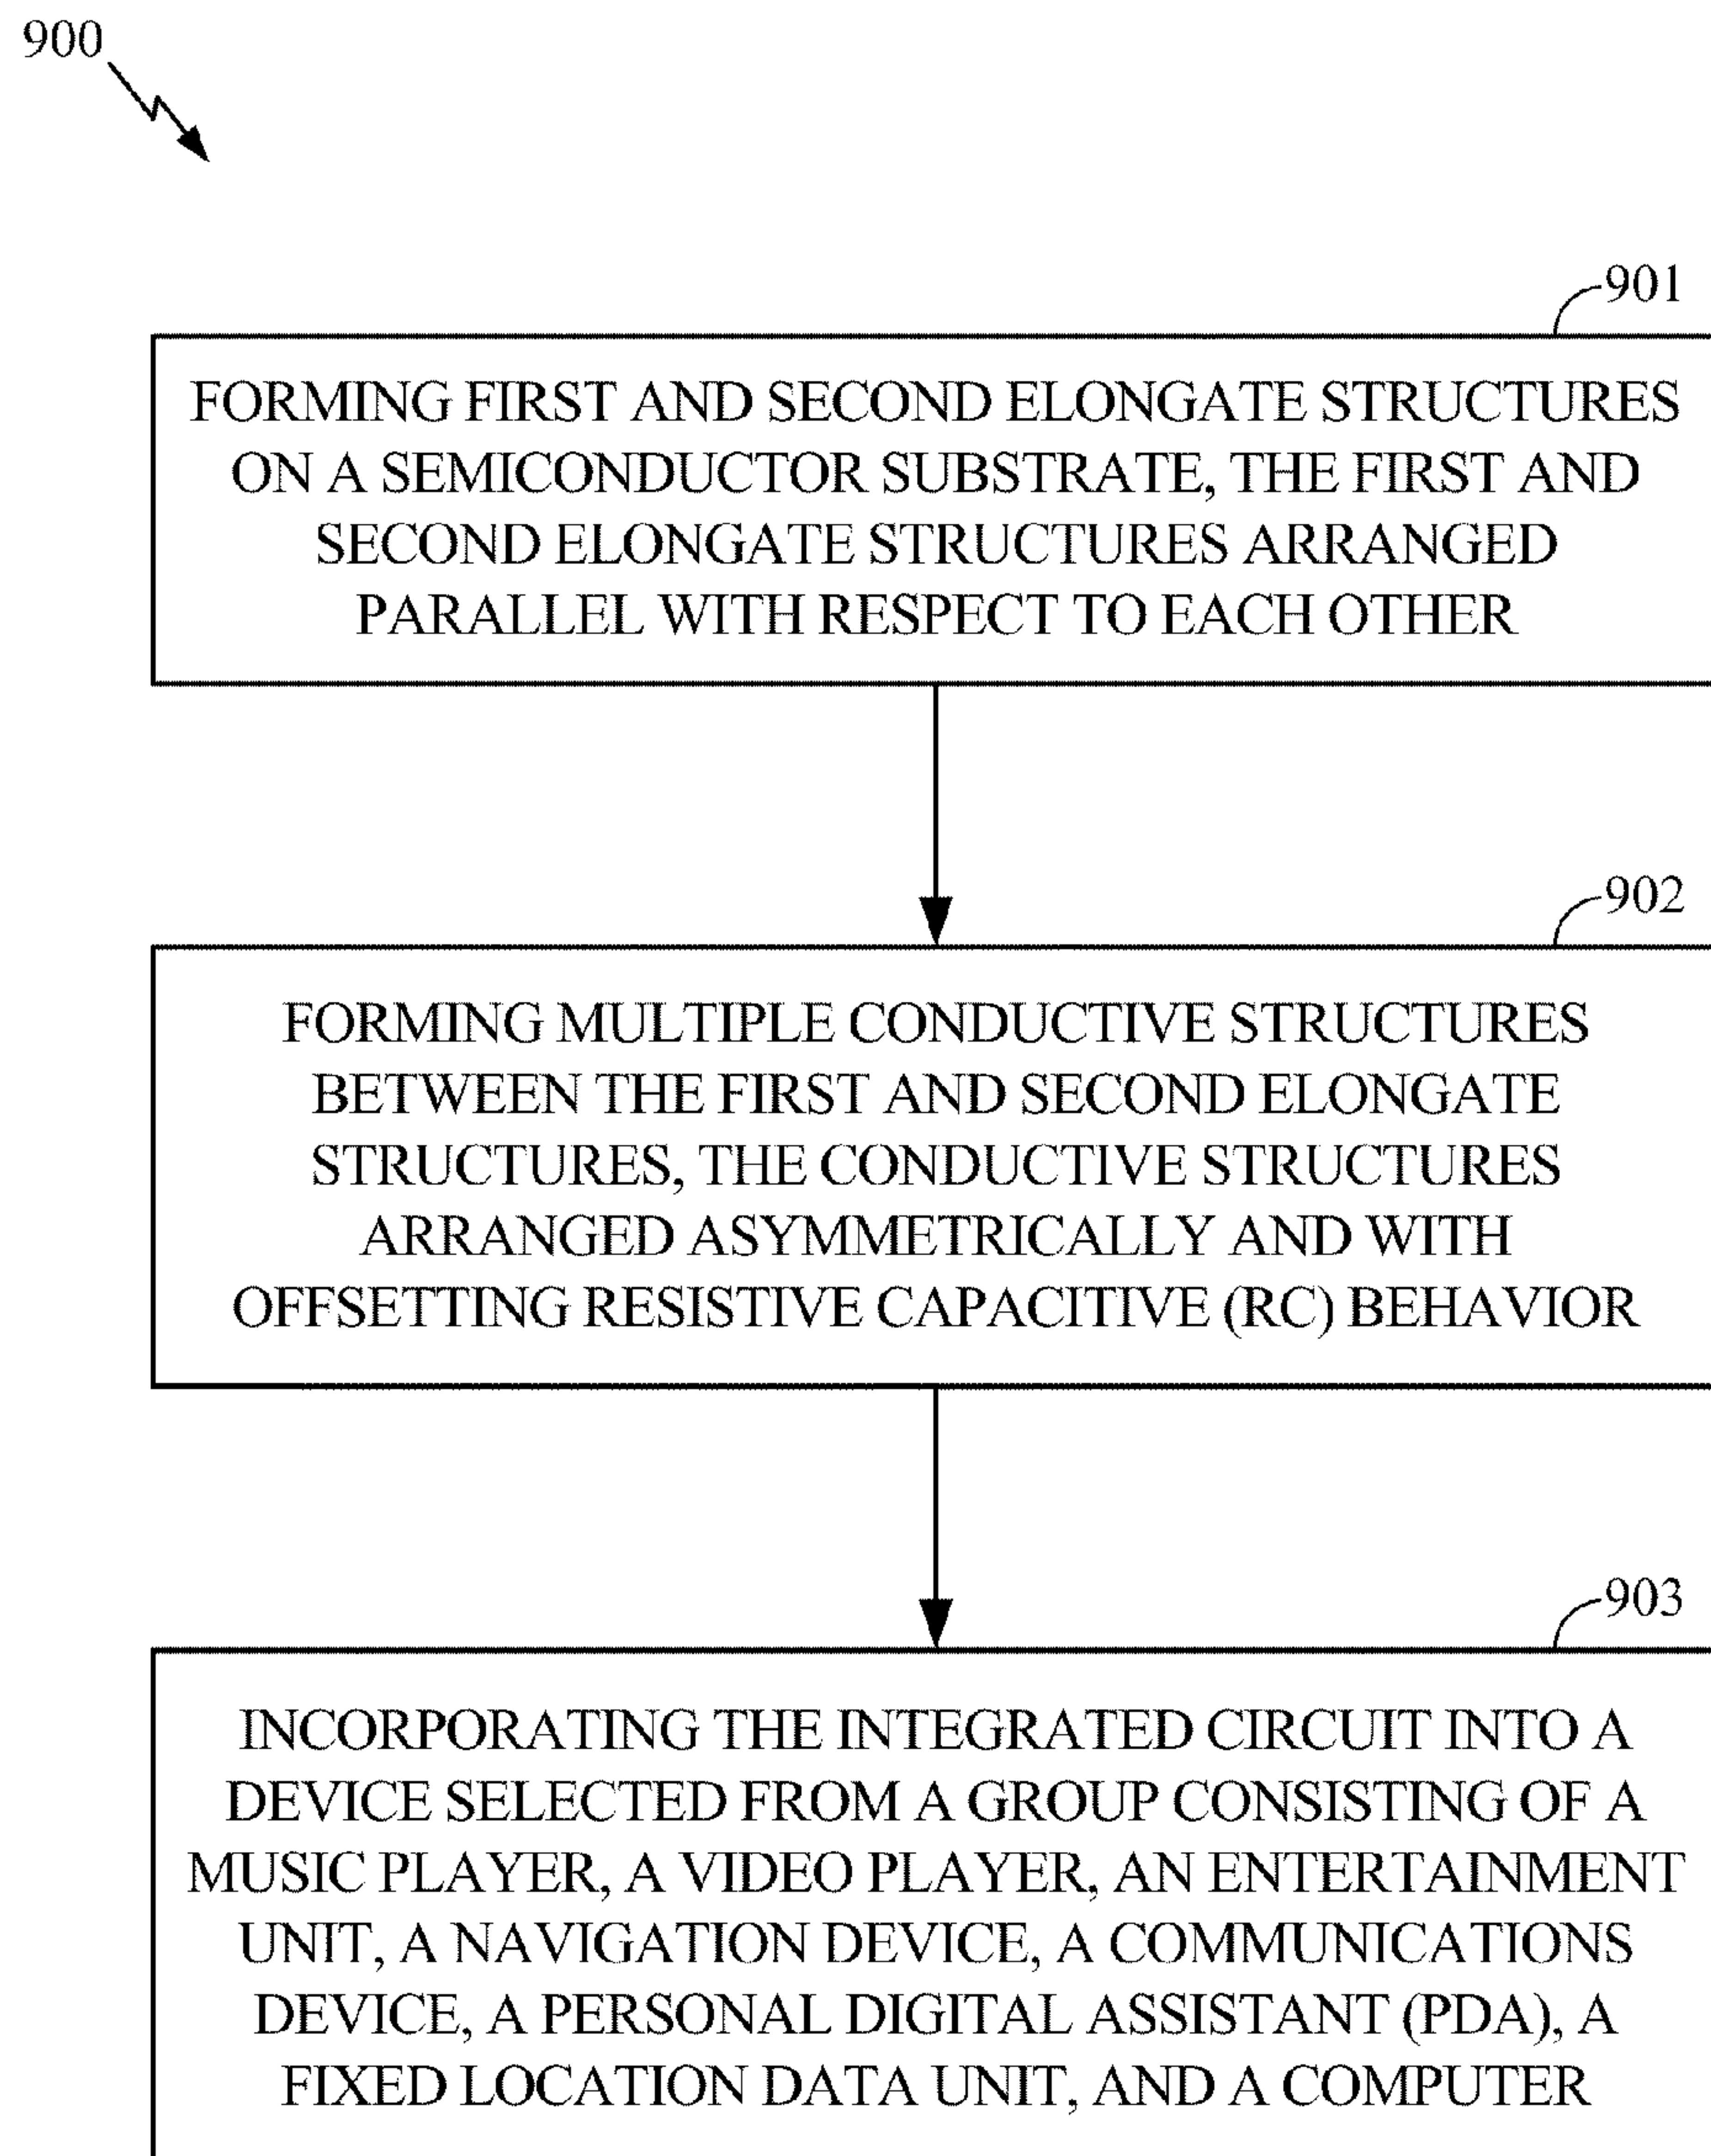 900
901
FORMING FIRST AND SECOND ELONGATE STRUCTURES
ON A SEMICONDUCTOR SUBSTRATE, THE FIRST AND
SECOND ELONGATE STRUCTURES ARRANGED
PARALLEL WITH RESPECT TO EACH OTHER
902
FORMING MULTIPLE CONDUCTIVE STRUCTURES
BETWEEN THE FIRST AND SECOND ELONGATE
STRUCTURES, THE CONDUCTIVE STRUCTURES
ARRANGED ASYMMETRICALLY AND WITH
OFFSETTING RESISTIVE CAPACITIVE (RC) BEHAVIOR
903
INCORPORATING THE INTEGRATED CIRCUIT INTO A
DEVICE SELECTED FROM A GROUP CONSISTING OF A
MUSIC PLAYER, A VIDEO PLAYER, AN ENTERTAINMENT
UNIT, A NAVIGATION DEVICE, A COMMUNICATIONS
DEVICE, A PERSONAL DIGITAL ASSISTANT (PDA), A
FIXED LOCATION DATA UNIT, AND A COMPUTER